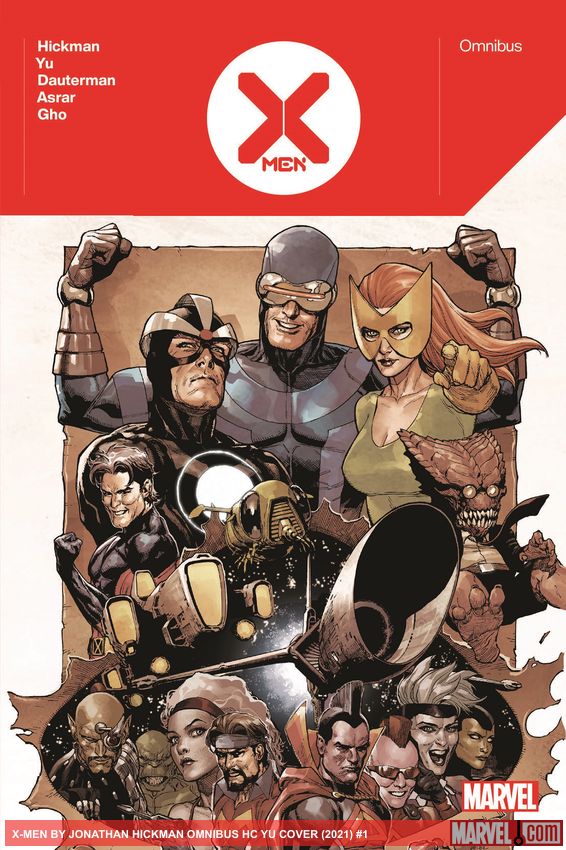 Hickman
Yu
Dauterman
Asrar
Gho
Omnibus
X
MEN
MARVEL
X-MEN BY JONATHAN HICKMAN OMNIBUS HC YU COVER (2021) #1
MARVEL.COM